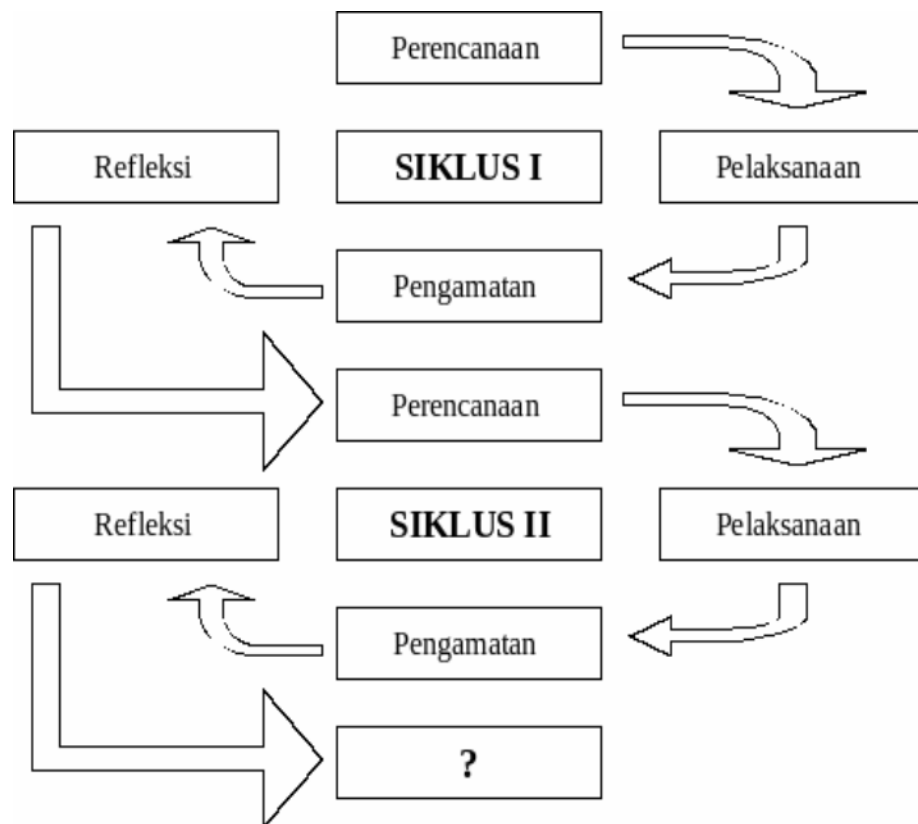 Perencanaan
Refleksi
SIKLUS I
Pelaksanaan
Pengamatan
Perencanaan
Refleksi
SIKLUS II
Pelaksanaan
Pengamatan
?